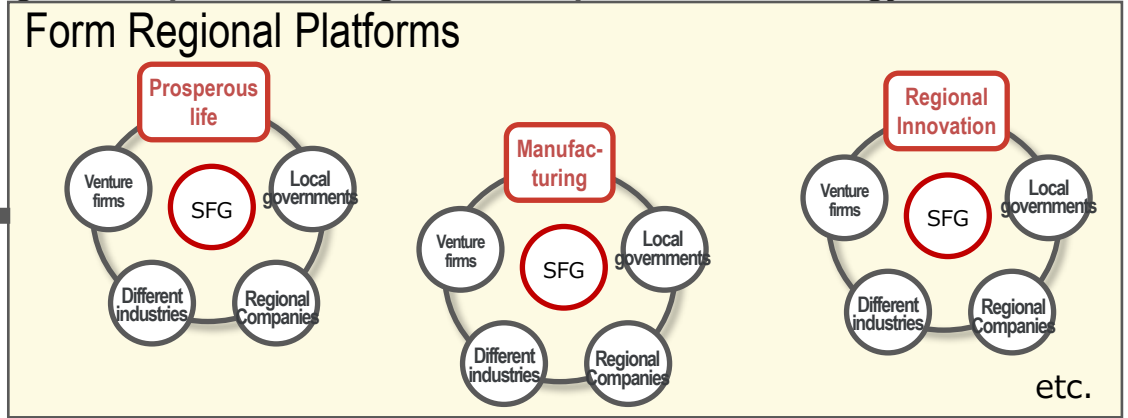 Form Regional Platforms
Prosperous
life
Venture
firms
SFG
Local
governments
Different
industries
Regional
Companies
Manufac-
turing
Venture
firms
SFG
Local
governments
Different
industries
Regional
Companies
Regional
Innovation
Venture
firms
SFG
Local
governments
Different
industries
Regional
Companies
etc.